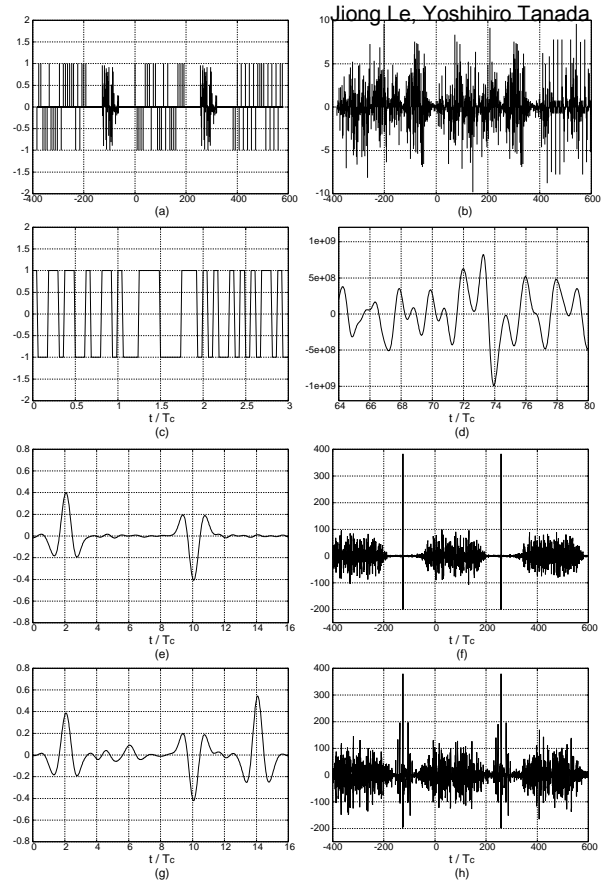 Jiong Le, Yoshihiro Tanada
2
1.5
1
0.5
0
-0.5
-1
-1.5
-2
-400 -200 0 200 400 600
(a)
10
5
0
-5
-10
-400 -200 0 200 400 600
(b)
2
1.5
1
0.5
0
-0.5
-1
-1.5
-2
0 0.5 1 1.5 2 2.5 3
t / Tc
(c)
1e+09
5e+08
0
-5e+08
-1e+09
64 66 68 70 72 74 76 78 80
t / Tc
(d)
0.8
0.6
0.4
0.2
0
-0.2
-0.4
-0.6
-0.8
0 2 4 6 8 10 12 14 16
t / Tc
(e)
400
300
200
100
0
-100
-200
-250
-400 -200 0 200 400 600
t / Tc
(f)
0.8
0.6
0.4
0.2
0
-0.2
-0.4
-0.6
-0.8
0 2 4 6 8 10 12 14 16
t / Tc
(g)
400
350
300
200
100
0
-100
-200
-400 -200 0 200 400 600
t / Tc
(h)